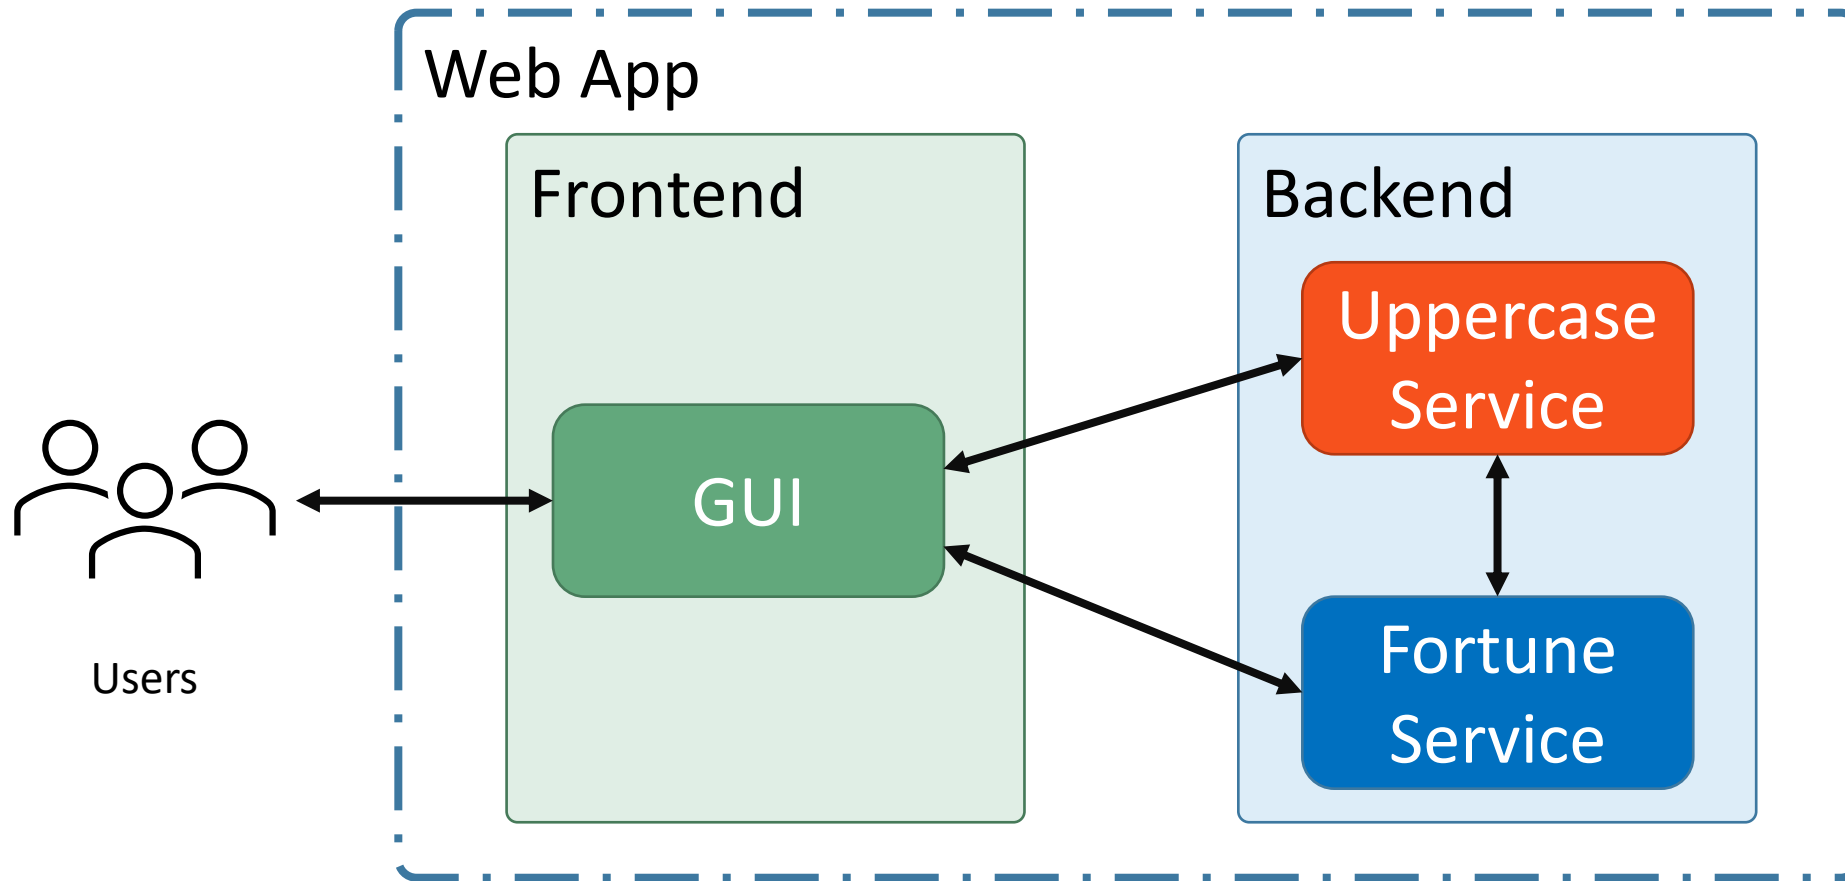 Web App
Frontend
Backend
Uppercase
Service
GUI
Fortune
Service
Users